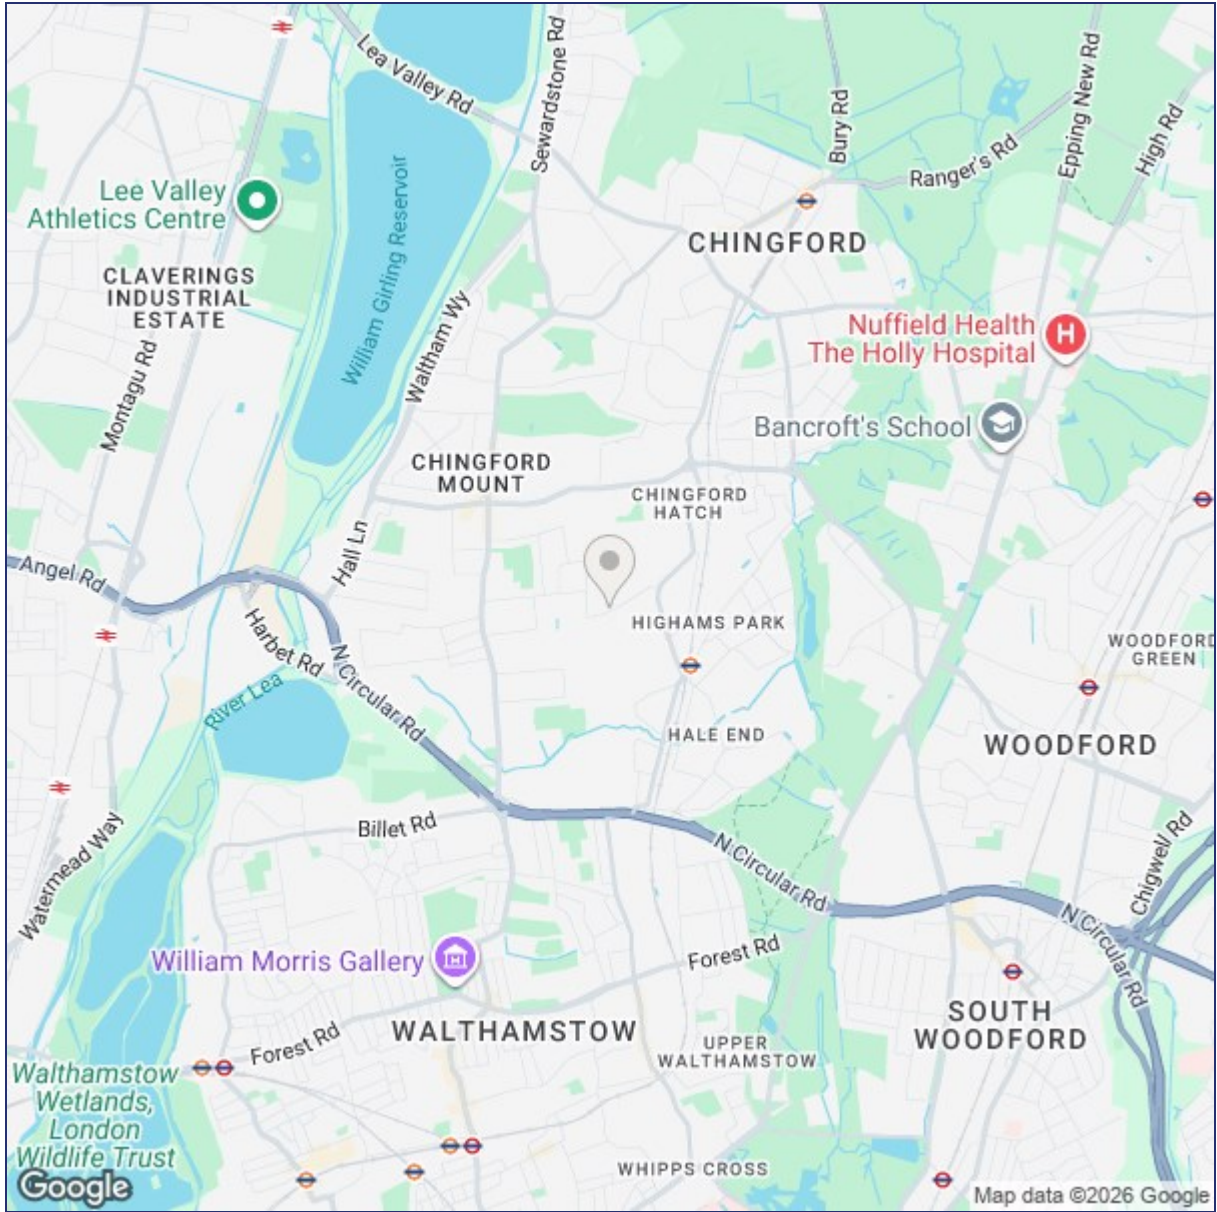 Lea Valley Rd
Sewardstone Rd
Bury Rd
Epping New Rd
High Rd
Ranger's Rd
Lee Valley
Athletics Centre
William Girling Reservoir
CHINGFORD
CLAVERINGS
INDUSTRIAL
ESTATE
Waltham Wy
Nuffield Health
The Holly Hospital
H
Montagu Rd
Bancroft's School
CHINGFORD
MOUNT
CHINGFORD
HATCH
Hall Ln
Angel Rd
Harbet Rd
HIGHAMS PARK
WOODFORD
GREEN
N Circular Rd
River Lea
HALE END
WOODFORD
Billet Rd
Watermead Way
N Circular Rd
Chigwell Rd
N Circular Rd
William Morris Gallery
Forest Rd
SOUTH
WOODFORD
WALTHAMSTOW
Forest Rd
UPPER
WALTHAMSTOW
Walthamstow
Wetlands,
London
Wildlife Trust
WHIPPS CROSS
Google
Map data ©2026 Google